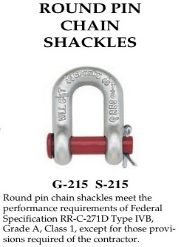 ROUND PIN
CHAIN
SHACKLES
G-215 S-215
Round pin chain shackles meet the
performance requirements of Federal
Specification RR-C-271D Type IVB,
Grade A, Class 1, except for those provi-
sions required of the contractor.